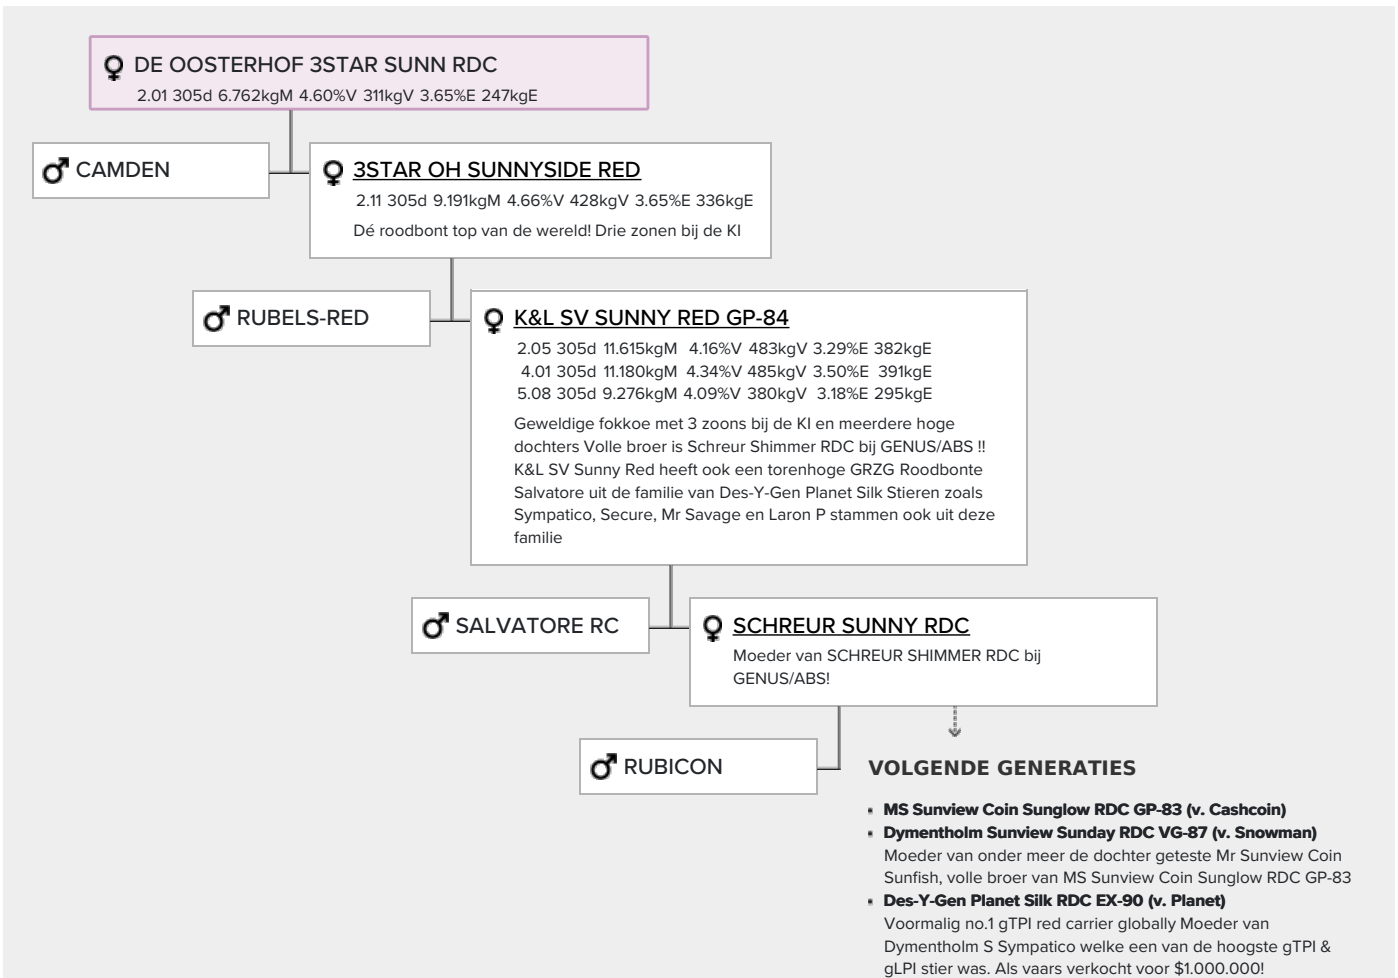 DE OOSTERHOF 3STAR SUNN RDC
2.01 305d 6.762kgM 4.60%V 311kgV 3.65%E 247kgE
CAMDEN
3STAR OH SUNNYSIDE RED
2.11 305d 9.191kgM 4.66%V 428kgV 3.65%E 336kgE
Dé roodbont top van de wereld! Drie zonen bij de KI
RUBELS-RED
K&L SV SUNNY RED GP-84
2.05 305d 11.615kgM 4.16%V 483kgV 3.29%E 382kgE
4.01 305d 11.180kgM 4.34%V 485kgV 3.50%E 391kgE
5.08 305d 9.276kgM 4.09%V 380kgV 3.18%E 295kgE
Geweldige fokkoe met 3 zoons bij de KI en meerdere hoge
dochters Volle broer is Schreur Shimmer RDC bij GENUS/ABS !!
K&L SV Sunny Red heeft ook een torenhoge GRZG Roodbonte
Salvatore uit de familie van Des-Y-Gen Planet Silk Stieren zoals
Sympatico, Secure, Mr Savage en Laron P stammen ook uit deze
familie
SALVATORE RC
SCHREUR SUNNY RDC
Moeder van SCHREUR SHIMMER RDC bij
GENUS/ABS!
RUBICON
VOLGENDE GENERATIES
MS Sunview Coin Sunglow RDC GP-83 (v. Cashcoin)
Dymentholm Sunview Sunday RDC VG-87 (v. Snowman)
Moeder van onder meer de dochter geteste Mr Sunview Coin
Sunfish, volle broer van MS Sunview Coin Sunglow RDC GP-83
Des-Y-Gen Planet Silk RDC EX-90 (v. Planet)
Voormalig no.1 gTPI red carrier globally Moeder van
Dymentholm S Sympatico welke een van de hoogste gTPI &
gLPI stier was. Als vaars verkocht voor $1.000.000!